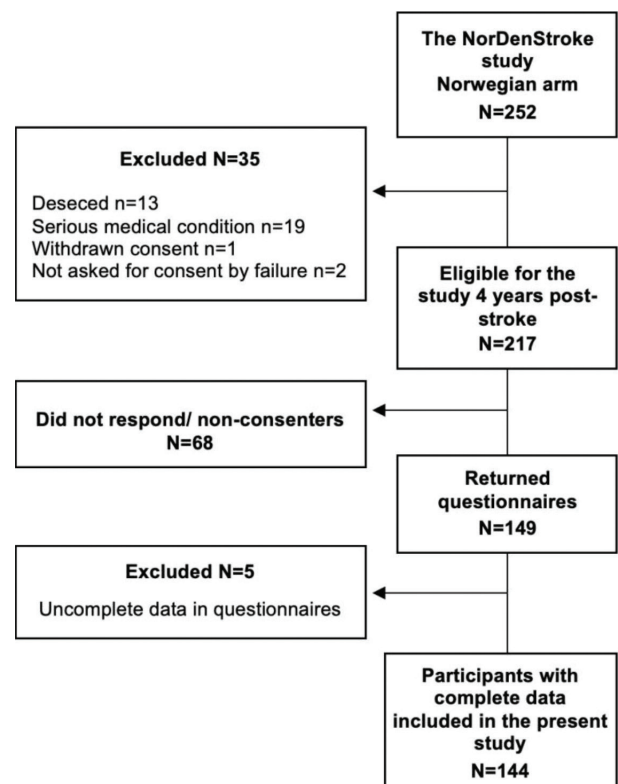 The NorDenStroke
study
Norwegian arm
N=252
Excluded N=35
Deseced n=13
Serious medical condition n=19
Withdrawn consent n=1
Not asked for consent by failure n=2
Eligible for the
study 4 years post-
stroke
N=217
Did not respond/ non-consenters
N=68
Returned
questionnaires
N=149
Excluded N=5
Uncomplete data in questionnaires
Participants with
complete data
included in the present
study
N=144